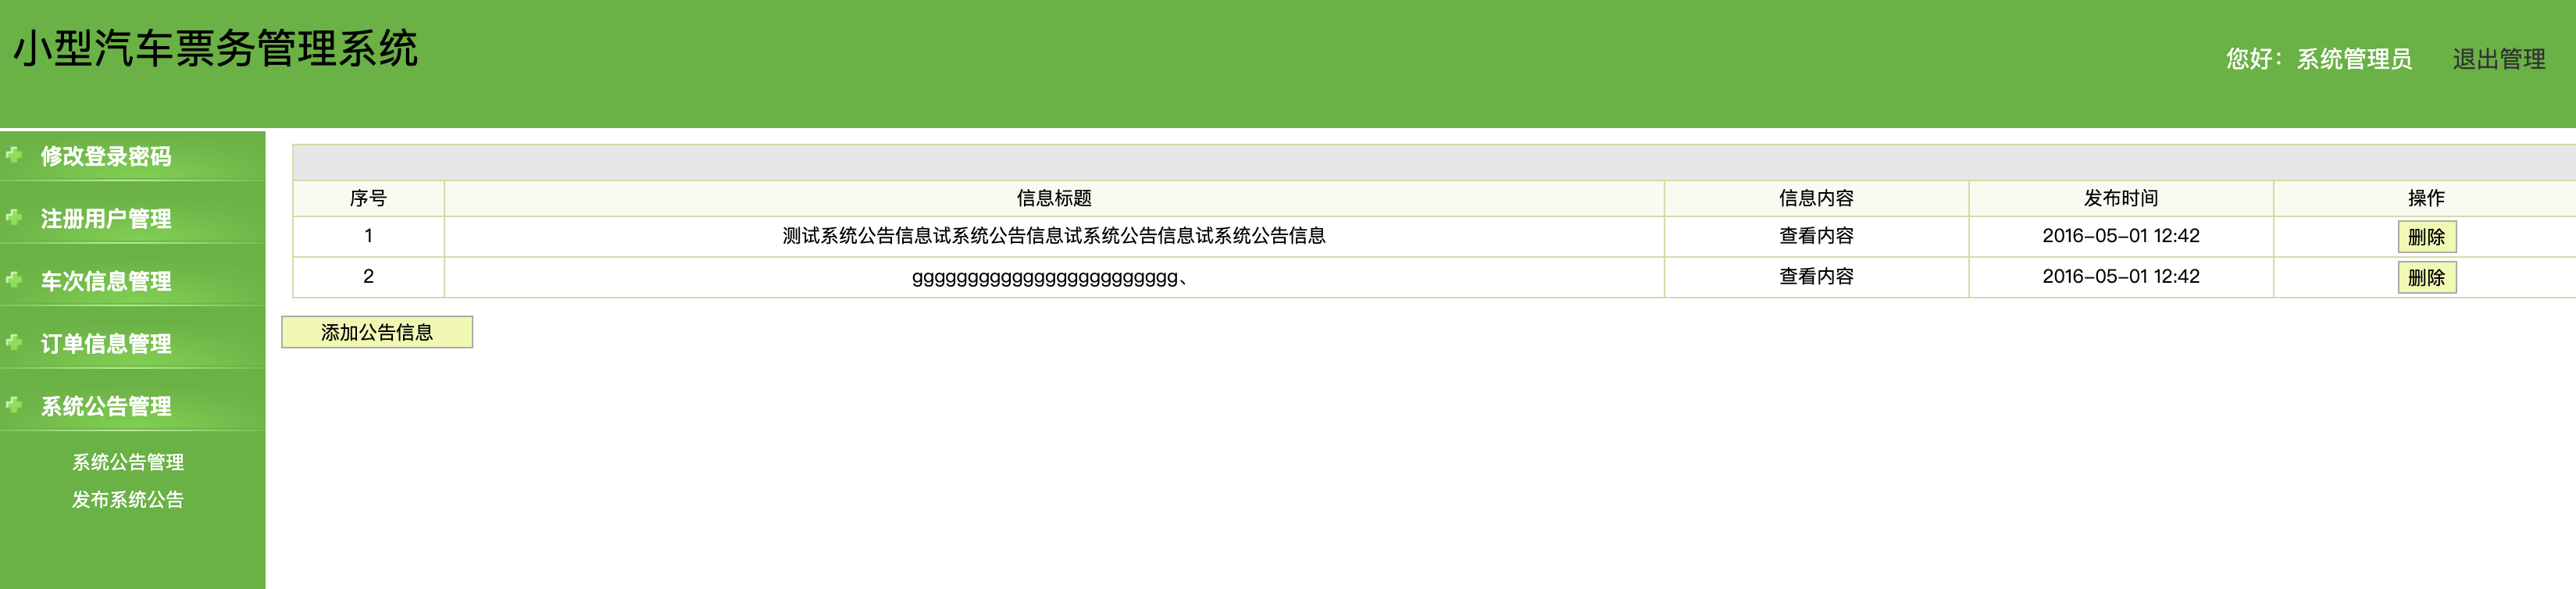 小型汽车票务管理系统
您好：系统管理员 退出管理
修改登录密码
注册用户管理
车次信息管理
订单信息管理
系统公告管理
系统公告管理
发布系统公告
序号 信息标题 信息内容 发布时间 操作
1 测试系统公告信息试系统公告信息试系统公告信息试系统公告信息 查看内容 2016-05-01 12:42 删除
2 gggggggggggggggggggggggg、 查看内容 2016-05-01 12:42 删除
添加公告信息